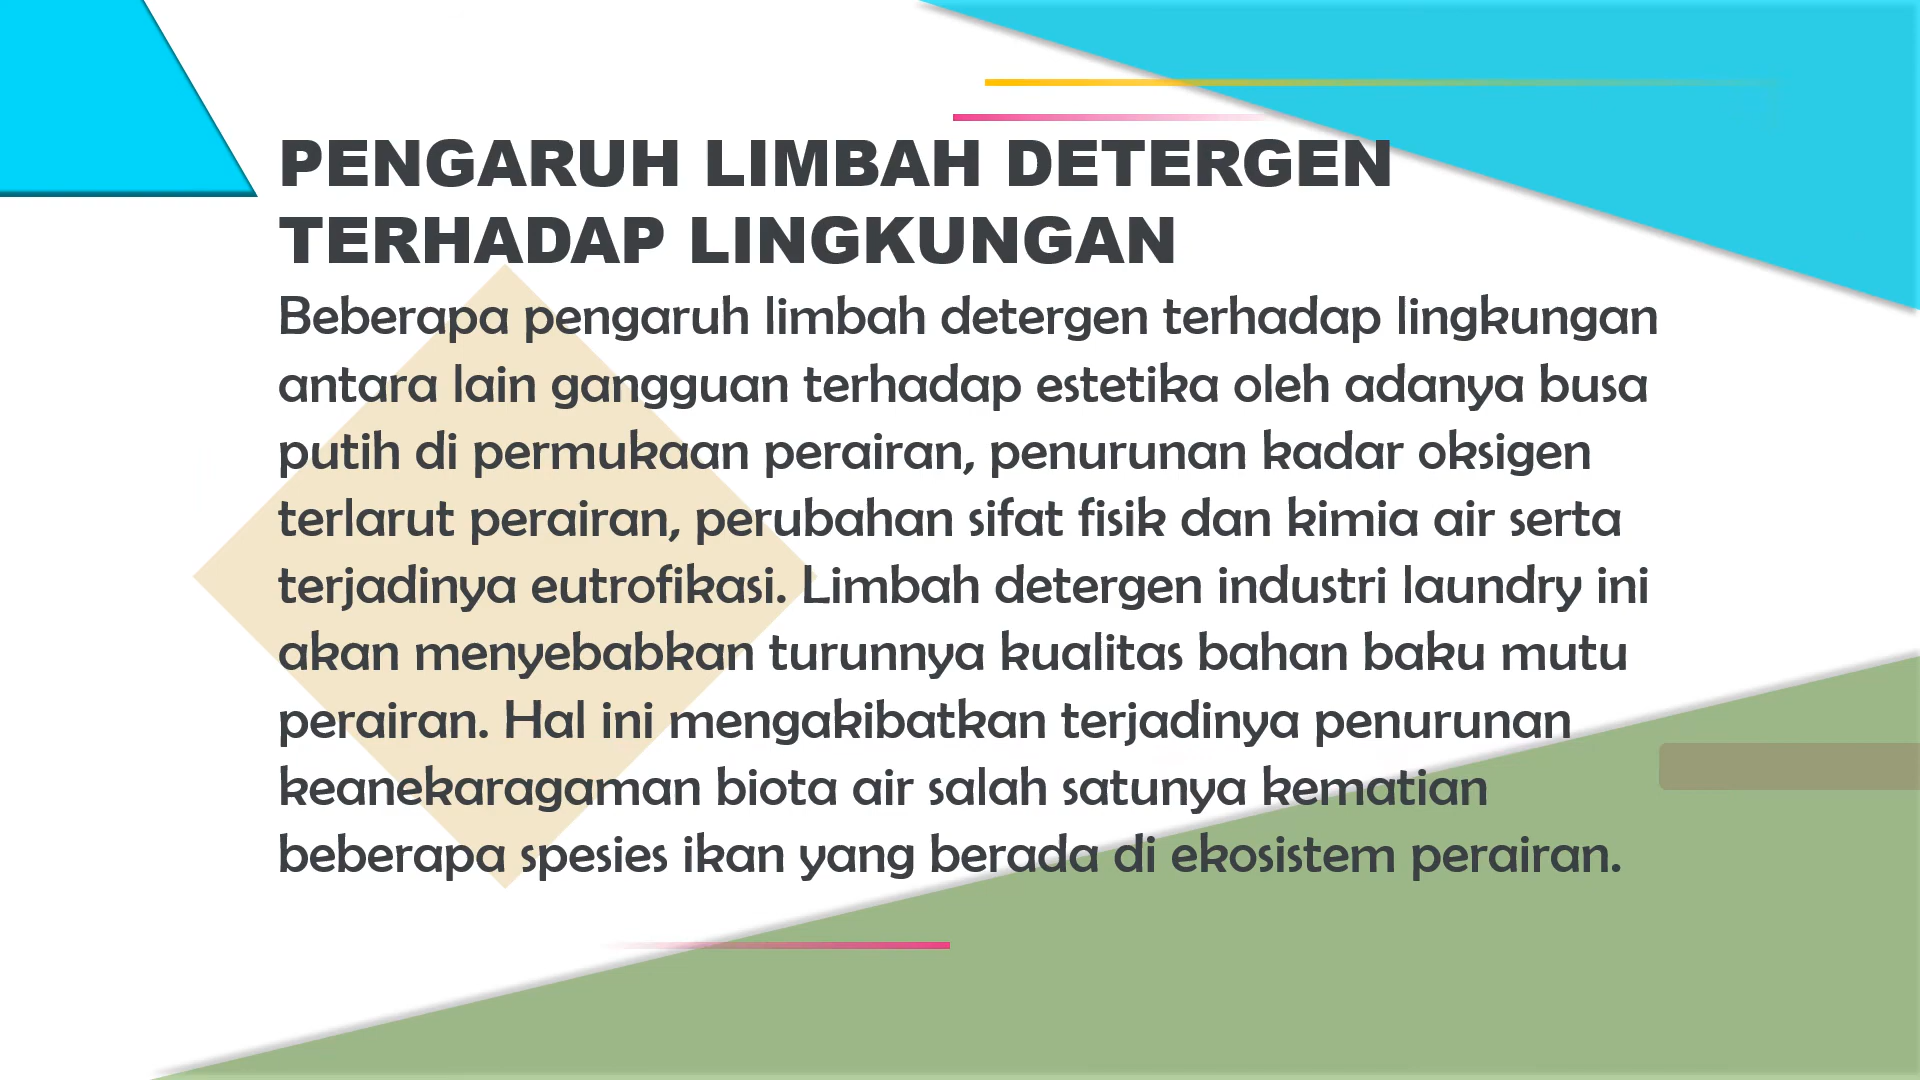 PENGARUH LIMBAH DETERGEN
TERHADAP LINGKUNGAN
Beberapa pengaruh limbah detergen terhadap lingkungan
antara lain gangguan terhadap estetika oleh adanya busa
putih di permukaan perairan, penurunan kadar oksigen
terlarut perairan, perubahan sifat fisik dan kimia air serta
terjadinya eutrofikasi. Limbah detergen industri laundry ini
akan menyebabkan turunnya kualitas bahan baku mutu
perairan. Hal ini mengakibatkan terjadinya penurunan
keanekaragaman biota air salah satunya kematian
beberapa spesies ikan yang berada di ekosistem perairan.